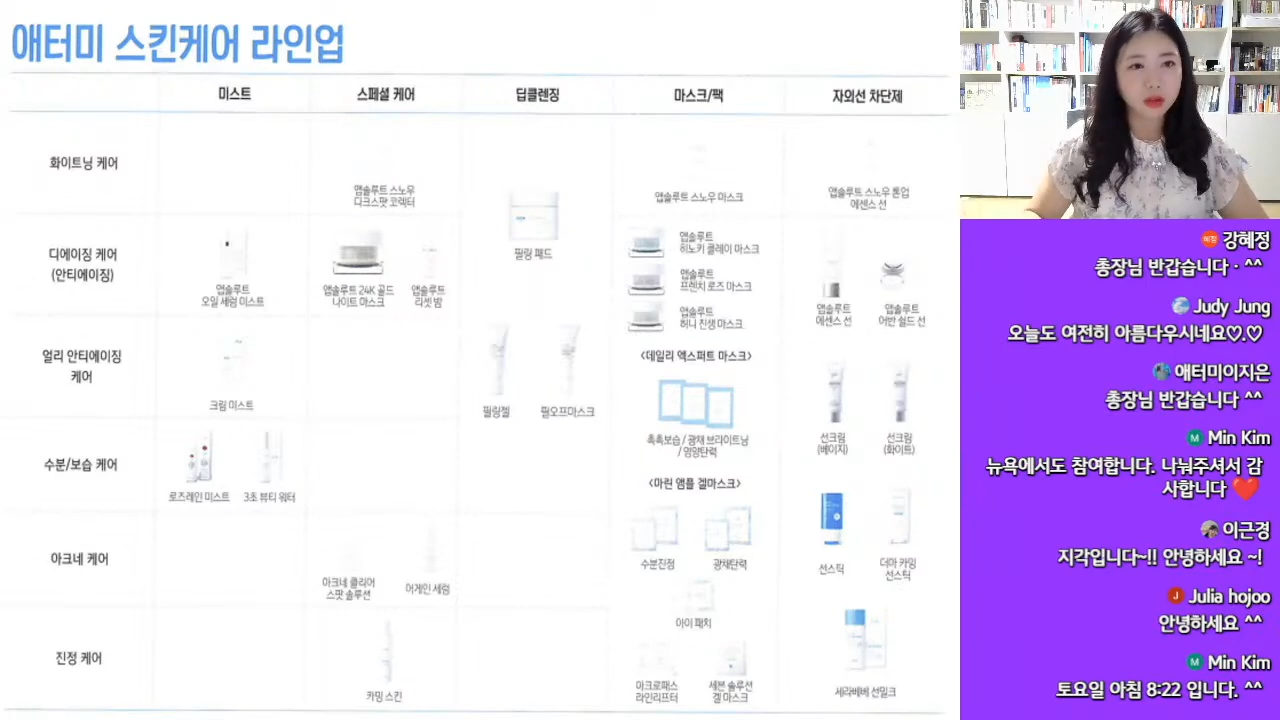 애터미 스킨케어 라인업
미스트
스페셜 케어
딥클렌징
마스크/팩
자외선 차단제
화이트닝 케어
앱솔루트 스노우
다크스팟 코렉터
필링 패드
앱솔루트 스노우 마스크
앱솔루트 스노우 톤업
에센스 선
디에이징 케어
(안티에이징)
앱솔루트
오일 세럼 미스트
앱솔루트 24K 골드
나이트 마스크
앱솔루트
리셋 밤
앱솔루트
히노키 클레이 마스크
앱솔루트
프렌치 로즈 마스크
앱솔루트
허니 진생 마스크
앱솔루트
에센스 선
앱솔루트
어반 쉴드 선
얼리 안티에이징
케어
크림 미스트
필링젤
필오프마스크
<데일리 엑스퍼트 마스크>
촉촉보습 / 광채 브라이트닝
/ 영양탄력
선크림
(베이지)
선크림
(화이트)
수분/보습 케어
로즈레인 미스트
3초 뷰티 워터
<마린 앰플 겔마스크>
수분진정
광채탄력
선스틱
더마 카밍
선스틱
아크네 케어
아크네 클리어
스팟 솔루션
어게인 세럼
아이 패치
진정 케어
카밍 스킨
마크로패스
라인리프터
세븐 솔루션
겔 마스크
세라베베 선밀크
혜정 강혜정
총장님 반갑습니다 · ^^
Judy Jung
오늘도 여전히 아름다우시네요♡.♡
애터미이지은
총장님 반갑습니다 ^^
M Min Kim
뉴욕에서도 참여합니다. 나눠주셔서 감
사합니다 ❤️
이근경
지각입니다~!! 안녕하세요 ~!
J Julia hojoo
안녕하세요 ^^
M Min Kim
토요일 아침 8:22 입니다. ^^